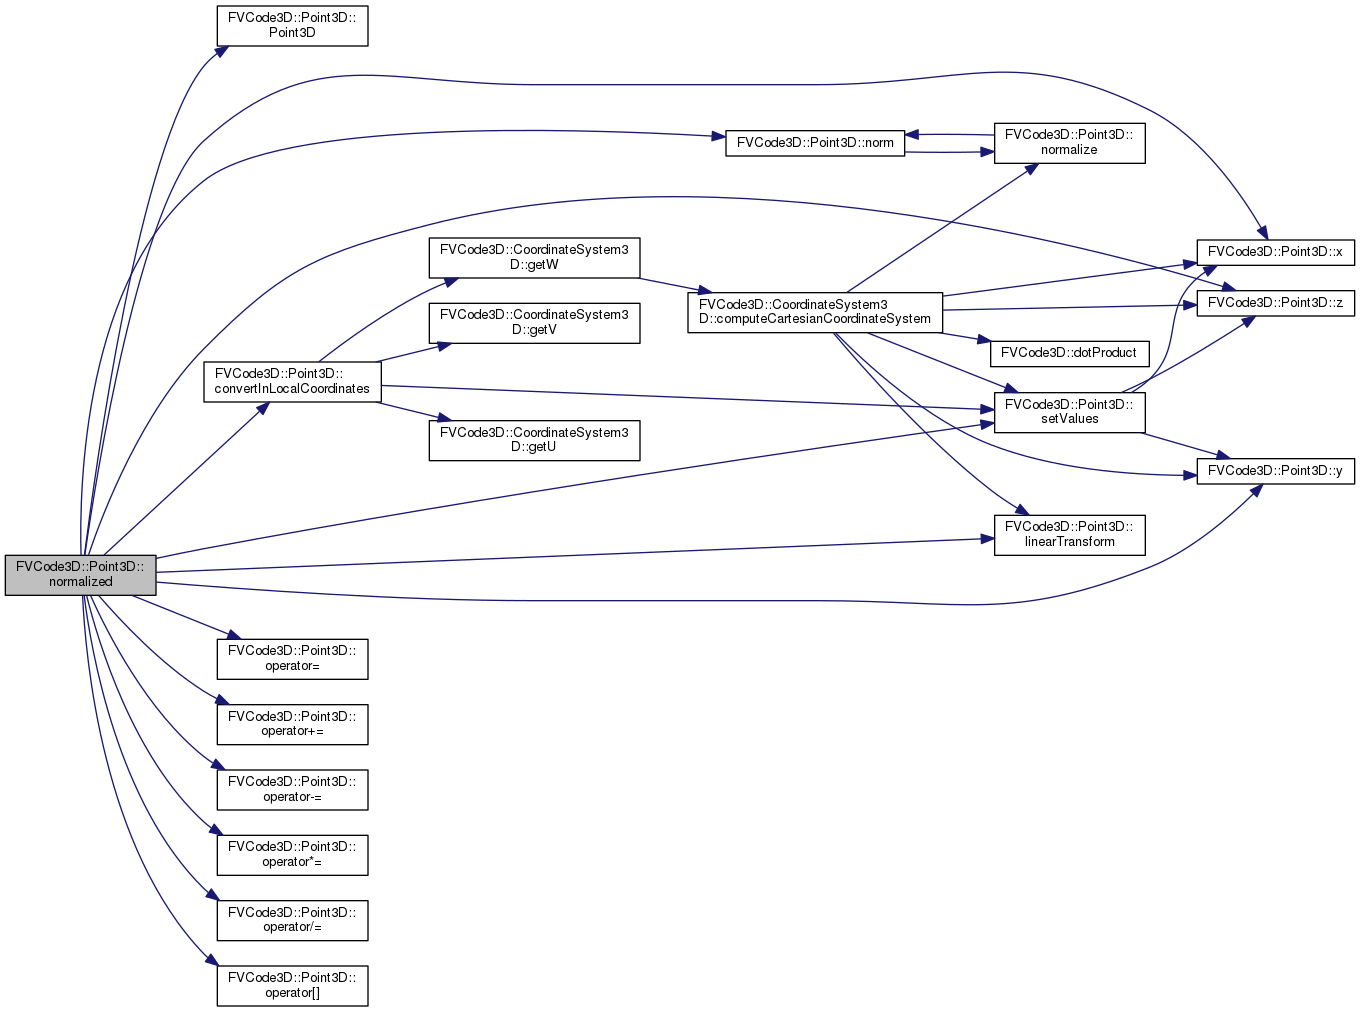 FVCode3D::Point3D::
Point3D
FVCode3D::Point3D::norm
FVCode3D::Point3D::
normalize
FVCode3D::CoordinateSystem3
D::getW
FVCode3D::Point3D::x
FVCode3D::CoordinateSystem3
D::computeCartesianCoordinateSystem
FVCode3D::Point3D::z
FVCode3D::CoordinateSystem3
D::getV
FVCode3D::dotProduct
FVCode3D::Point3D::
convertInLocalCoordinates
FVCode3D::Point3D::
setValues
FVCode3D::CoordinateSystem3
D::getU
FVCode3D::Point3D::y
FVCode3D::Point3D::
linearTransform
FVCode3D::Point3D::
normalized
FVCode3D::Point3D::
operator=
FVCode3D::Point3D::
operator+=
FVCode3D::Point3D::
operator-=
FVCode3D::Point3D::
operator*=
FVCode3D::Point3D::
operator/=
FVCode3D::Point3D::
operator[]